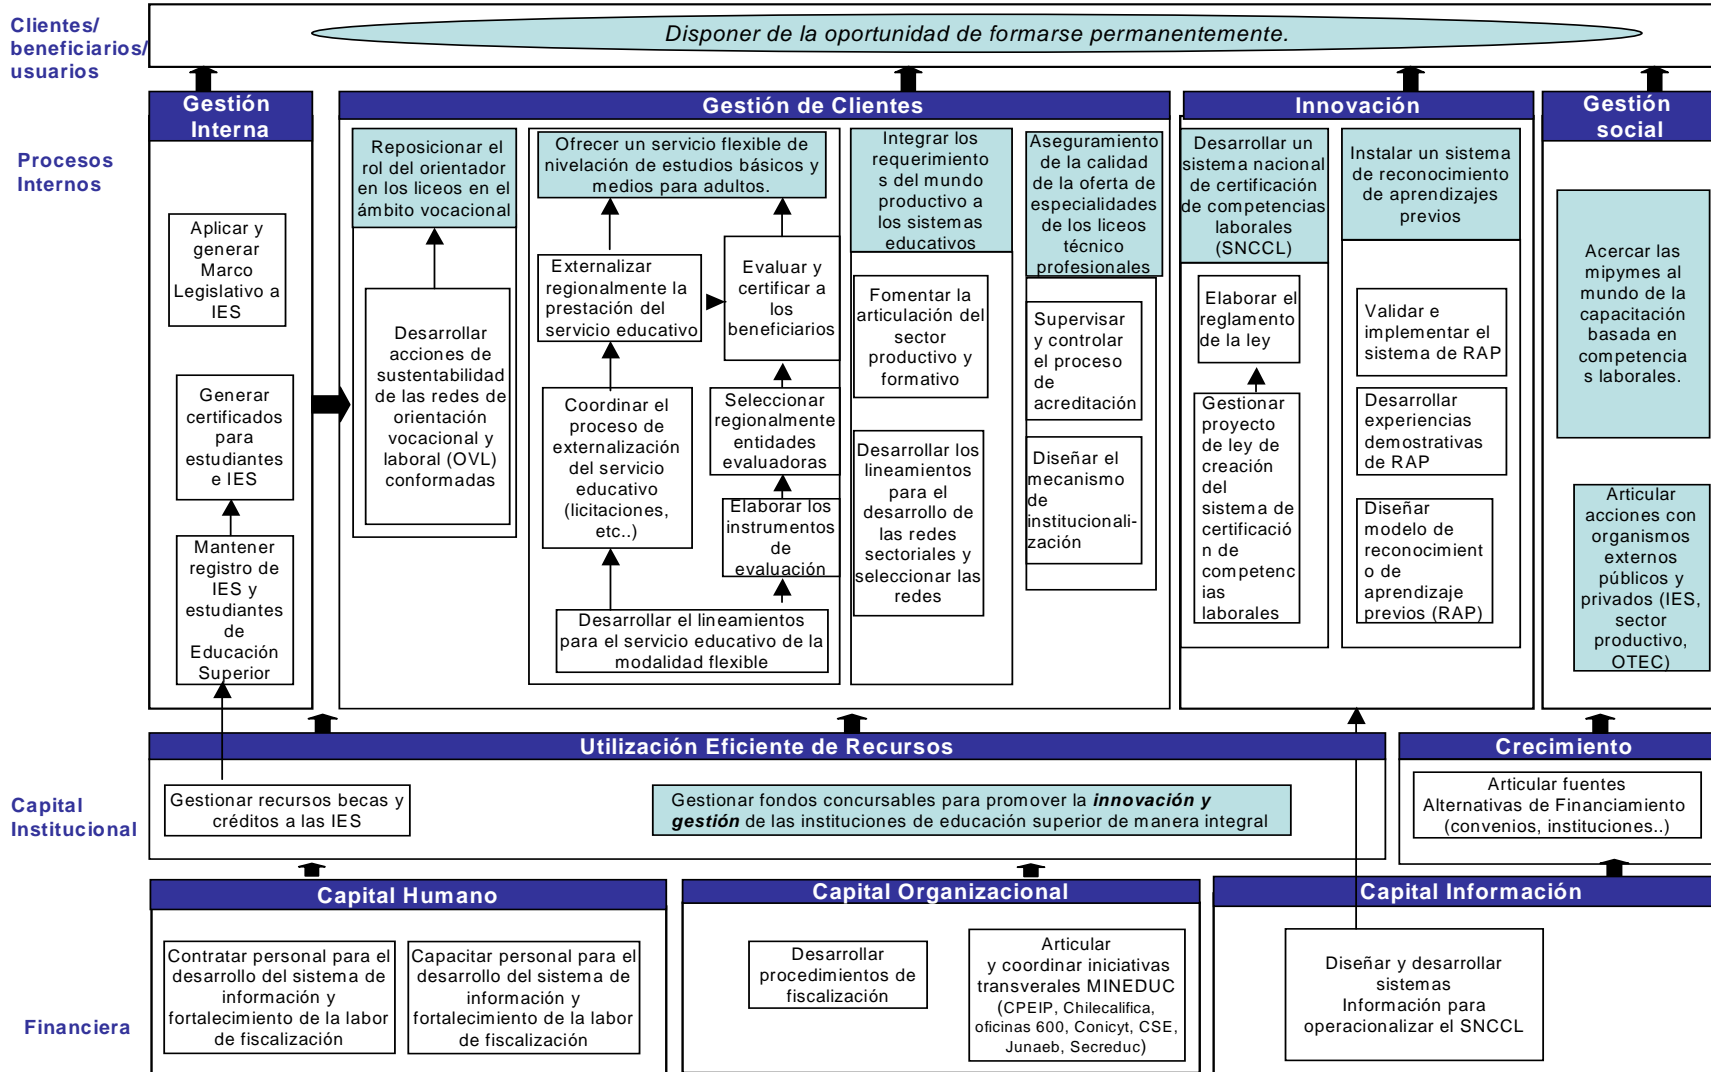 Clientes/
beneficiarios/
usuarios
Disponer de la oportunidad de formarse permanentemente.
Procesos
Internos
Gestión
Interna
Aplicar y
generar
Marco
Legislativo a
IES
Generar
certificados
para
estudiantes
e IES
Mantener
registro de
IES y
estudiantes
de
Educación
Superior
Gestión de Clientes
Reposicionar el
rol del orientador
en los liceos en el
ámbito vocacional
Desarrollar
acciones de
sustentabilidad
de las redes de
orientación
vocacional y
laboral (OVL)
conformadas
Ofrecer un servicio flexible de
nivelación de estudios básicos y
medios para adultos.
Externalizar
regionalmente la
prestación del
servicio educativo
Evaluar y
certificar a
los
beneficiarios
Coordinar el
proceso de
externalización
del servicio
educativo
(licitaciones,
etc..)
Seleccionar
regionalmente
entidades
evaluadoras
Elaborar los
instrumentos
de
evaluación
Desarrollar el lineamientos
para el servicio educativo de la
modalidad flexible
Integrar los
requerimiento
s del mundo
productivo a
los sistemas
educativos
Fomentar la
articulación del
sector
productivo y
formativo
Desarrollar los
lineamientos
para el
desarrollo de
las redes
sectoriales y
seleccionar las
redes
Aseguramiento
de la calidad
de la oferta de
especialidades
de los liceos
técnico
profesionales
Supervisar
y controlar
el proceso
de
acreditación
Diseñar el
mecanismo
de
institucionali-
zación
Innovación
Desarrollar un
sistema nacional
de certificación
de competencias
laborales
(SNCCL)
Elaborar el
reglamento
de la ley
Gestionar
proyecto
de ley de
creación
del
sistema de
certificació
n de
competenc
ias
laborales
Instalar un sistema
de reconocimiento
de aprendizajes
previos
Validar e
implementar el
sistema de RAP
Desarrollar
experiencias
demostrativas
de RAP
Diseñar
modelo de
reconocimient
o de
aprendizaje
previos (RAP)
Gestión
social
Acercar las
mipymes al
mundo de la
capacitación
basada en
competencia
s laborales.
Articular
acciones con
organismos
externos
públicos y
privados (IES,
sector
productivo,
OTEC)
Capital
Institucional
Utilización Eficiente de Recursos
Gestionar recursos becas y
créditos a las IES
Gestionar fondos concursables para promover la innovación y
gestión de las instituciones de educación superior de manera integral
Crecimiento
Articular fuentes
Alternativas de Financiamiento
(convenios, instituciones..)
Financiera
Capital Humano
Contratar personal para el
desarrollo del sistema de
información y
fortalecimiento de la labor
de fiscalización
Capacitar personal para el
desarrollo del sistema de
información y
fortalecimiento de la labor
de fiscalización
Capital Organizacional
Desarrollar
procedimientos de
fiscalización
Articular
y coordinar iniciativas
transverales MINEDUC
(CPEIP, Chilecalifica,
oficinas 600, Conicyt, CSE,
Junaeb, Secreduc)
Capital Información
Diseñar y desarrollar
sistemas
Información para
operacionalizar el SNCCL